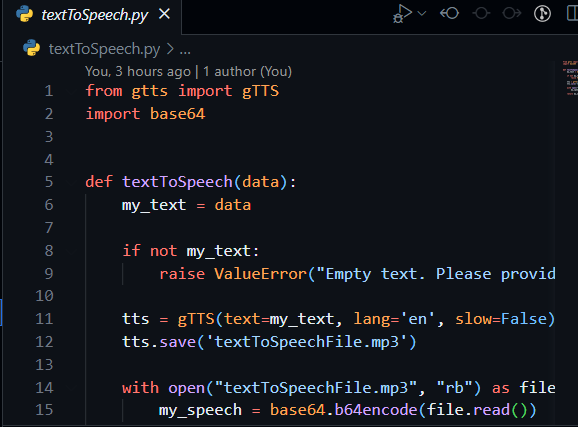 textToSpeech.py
textToSpeech.py > ...
You, 3 hours ago | 1 author (You)
1 from gtts import gTTS
2 import base64
3
4
5 def textToSpeech(data):
6 my_text = data
7
8 if not my_text:
9 raise ValueError("Empty text. Please provid
10
11 tts = gTTS(text=my_text, lang='en', slow=False)
12 tts.save('textToSpeechFile.mp3')
13
14 with open("textToSpeechFile.mp3", "rb") as file
15 my_speech = base64.b64encode(file.read())